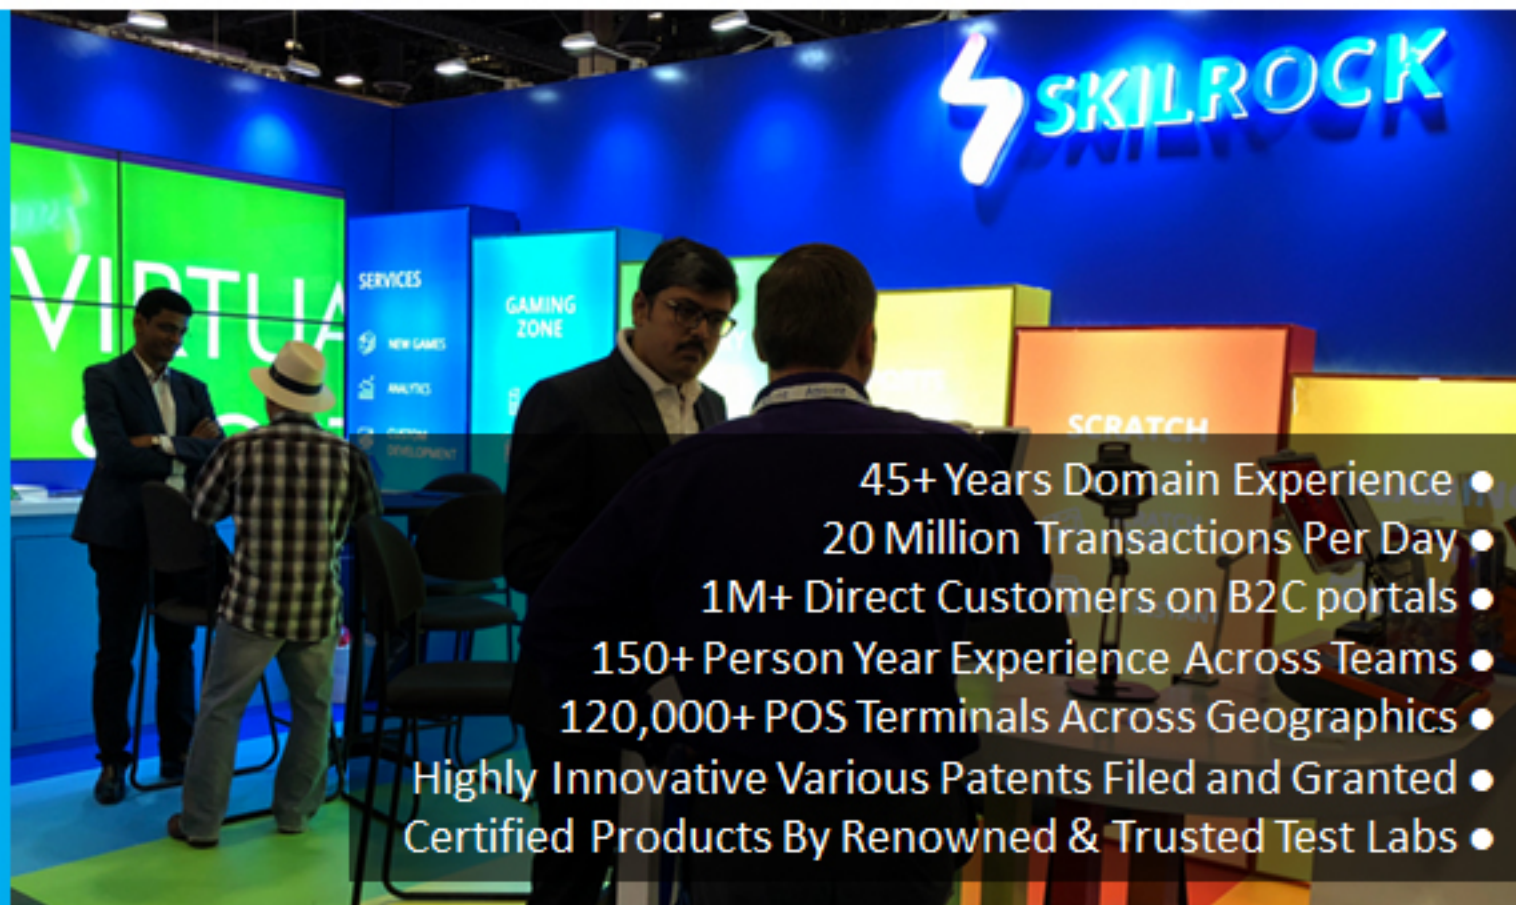 SKILROCK
VIRTUA
SERVICES
NEW GAMES
ANALYTICS
CUSTOM
DEVELOPMENT
GAMING
ZONE
SCRATCH
45+ Years Domain Experience •
20 Million Transactions Per Day •
1M+ Direct Customers on B2C portals •
150+ Person Year Experience Across Teams •
120,000+ POS Terminals Across Geographics •
Highly Innovative Various Patents Filed and Granted •
Certified Products By Renowned & Trusted Test Labs •